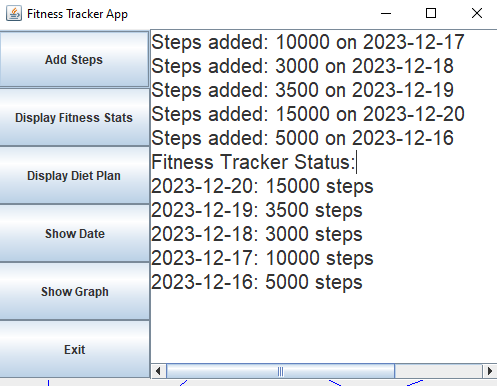 Fitness Tracker App
Add Steps
Display Fitness Stats
Display Diet Plan
Show Date
Show Graph
Exit
Steps added: 10000 on 2023-12-17
Steps added: 3000 on 2023-12-18
Steps added: 3500 on 2023-12-19
Steps added: 15000 on 2023-12-20
Steps added: 5000 on 2023-12-16
Fitness Tracker Status:
2023-12-20: 15000 steps
2023-12-19: 3500 steps
2023-12-18: 3000 steps
2023-12-17: 10000 steps
2023-12-16: 5000 steps